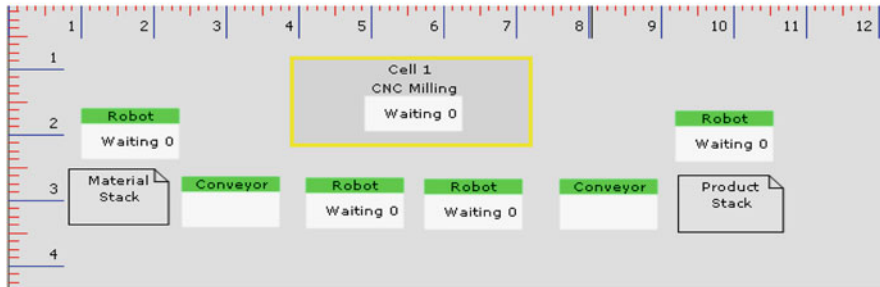 1 2 3 4 5 6 7 8 9 10 11 12
1
Cell 1
CNC Milling
Waiting 0
Robot
Waiting 0
Robot
Waiting 0
2
Material
Stack
Conveyor
Robot
Waiting 0
Robot
Waiting 0
Conveyor
Product
Stack
3
4